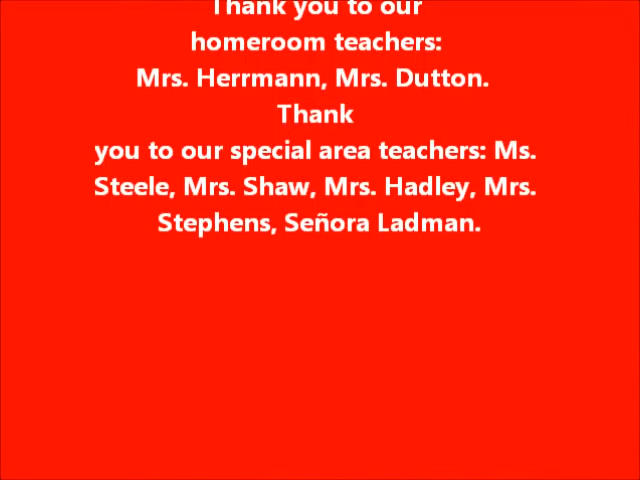 Thank you to our
homeroom teachers:
Mrs. Herrmann, Mrs. Dutton.
Thank
you to our special area teachers: Ms.
Steele, Mrs. Shaw, Mrs. Hadley, Mrs.
Stephens, Señora Ladman.